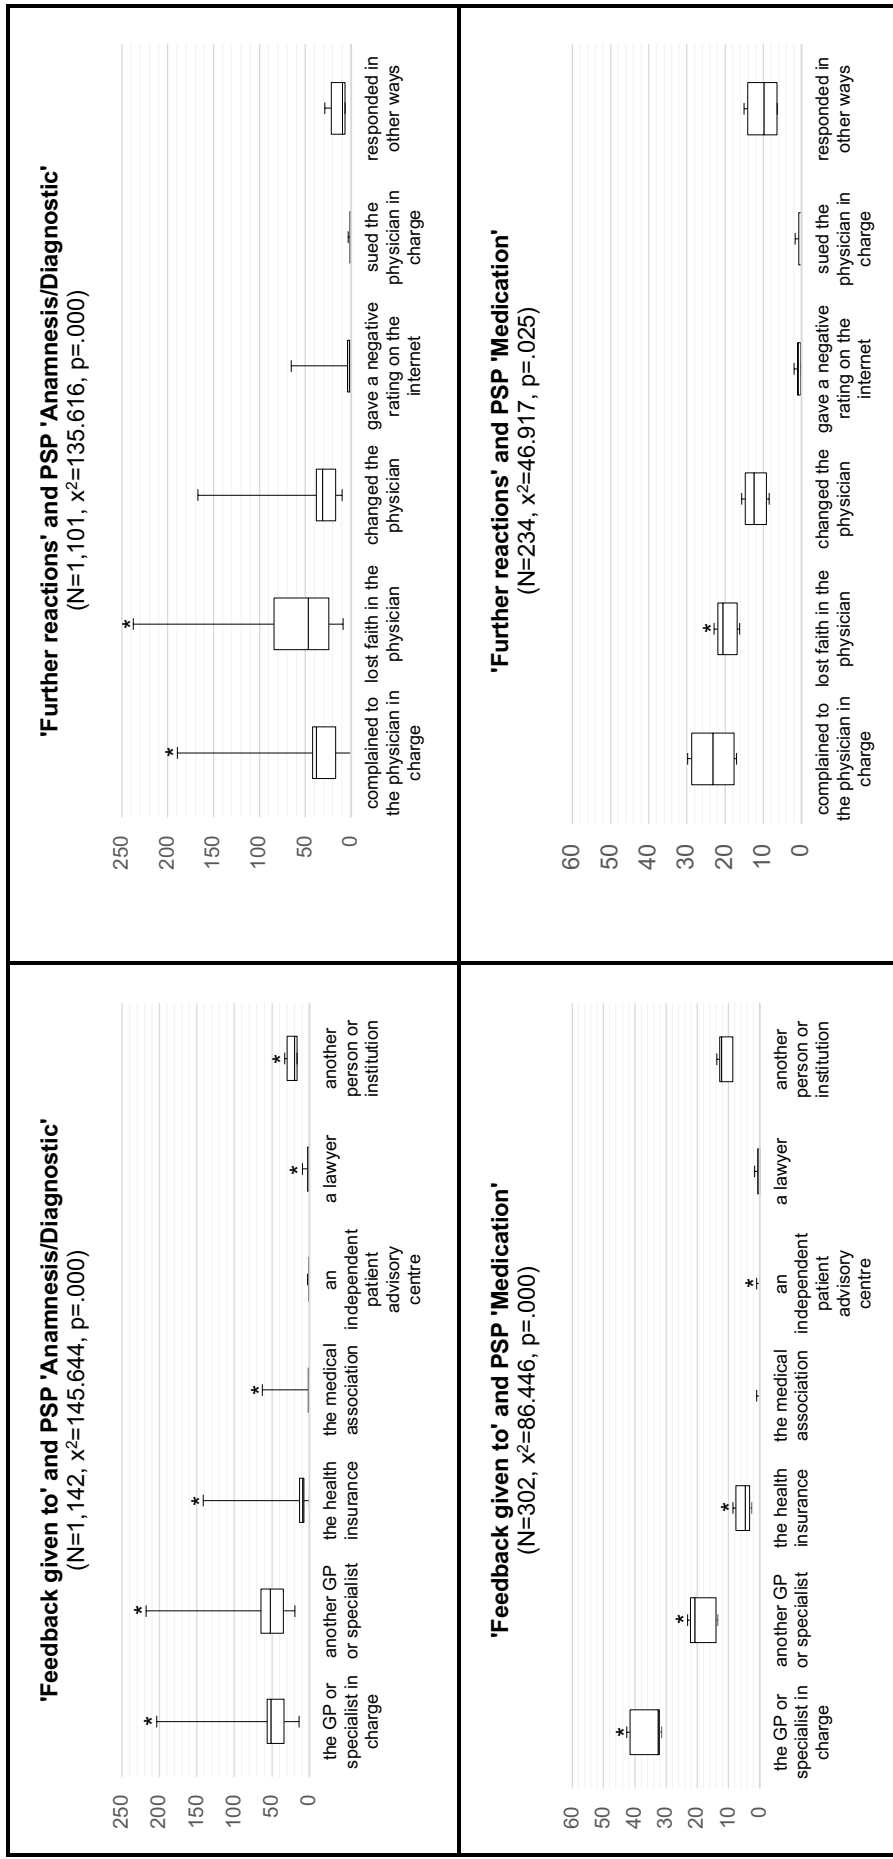 'Feedback given to' and PSP 'Anamnesis/Diagnostic'
(N=1,142, x²=145.644, p=.000)
250
200
150
100
50
0
*
*
*
*
*
*
the GP or
specialist in
charge
another GP
or specialist
the health
insurance
the medical
association
an
independent
patient
advisory
centre
a lawyer
another
person or
institution
'Further reactions' and PSP 'Anamnesis/Diagnostic'
(N=1,101, x²=135.616, p=.000)
250
200
150
100
50
0
*
*
complained to
the physician in
charge
lost faith in the
physician
changed the
physician
gave a negative
rating on the
internet
sued the
physician in
charge
responded in
other ways
'Feedback given to' and PSP 'Medication'
(N=302, x²=86.446, p=.000)
60
50
40
30
20
10
0
*
*
*
*
the GP or
specialist in
charge
another GP
or specialist
the health
insurance
the medical
association
an
independent
patient
advisory
centre
a lawyer
another
person or
institution
'Further reactions' and PSP 'Medication'
(N=234, x²=46.917, p=.025)
60
50
40
30
20
10
0
*
complained to
the physician in
charge
lost faith in the
physician
changed the
physician
gave a negative
rating on the
internet
sued the
physician in
charge
responded in
other ways